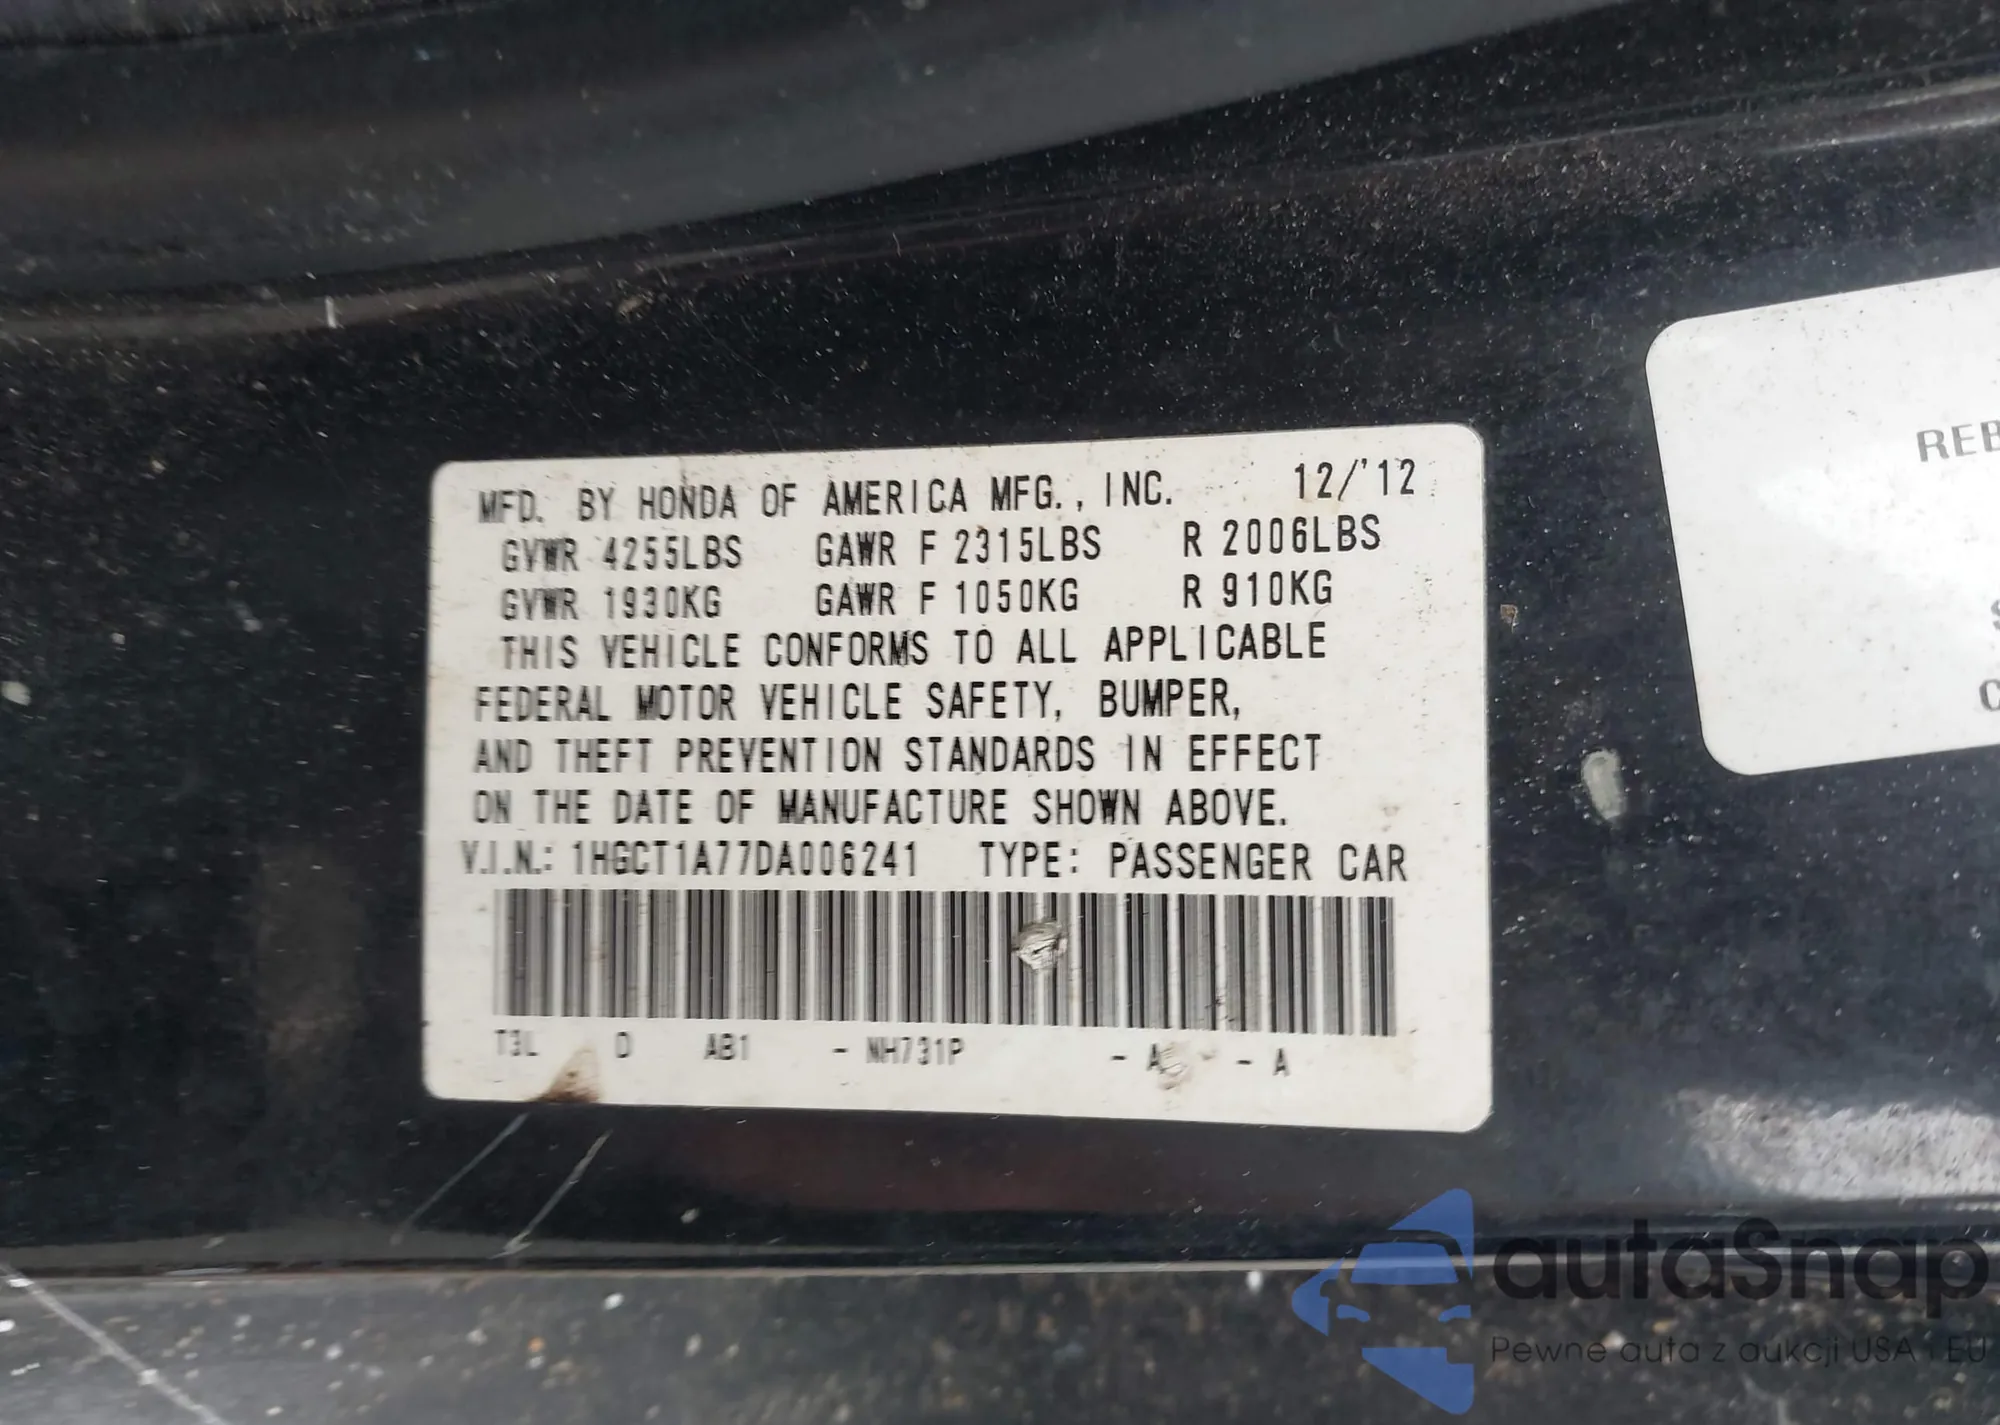 MFD. BY HONDA OF AMERICA MFG., INC. 12/'12
GVWR 4255LBS GAWR F 2315LBS R 2006LBS
GVWR 1930KG GAWR F 1050KG R 910KG
THIS VEHICLE CONFORMS TO ALL APPLICABLE
FEDERAL MOTOR VEHICLE SAFETY, BUMPER,
AND THEFT PREVENTION STANDARDS IN EFFECT
ON THE DATE OF MANUFACTURE SHOWN ABOVE.
V.I.N.: 1HGCT1A77DA006241 TYPE: PASSENGER CAR
T3L D AB1 - NH731P - A - A
REB
S
C
autaSnap
Pewne auta z aukcji USA i EU